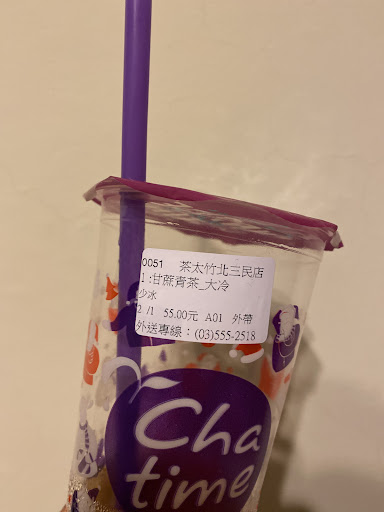 0051 茶太竹北三民店
1 :甘蔗青茶_大冷
少冰
2 /1 55.00元 A01 外帶
外送專線：(03)555-2518
Cha
time